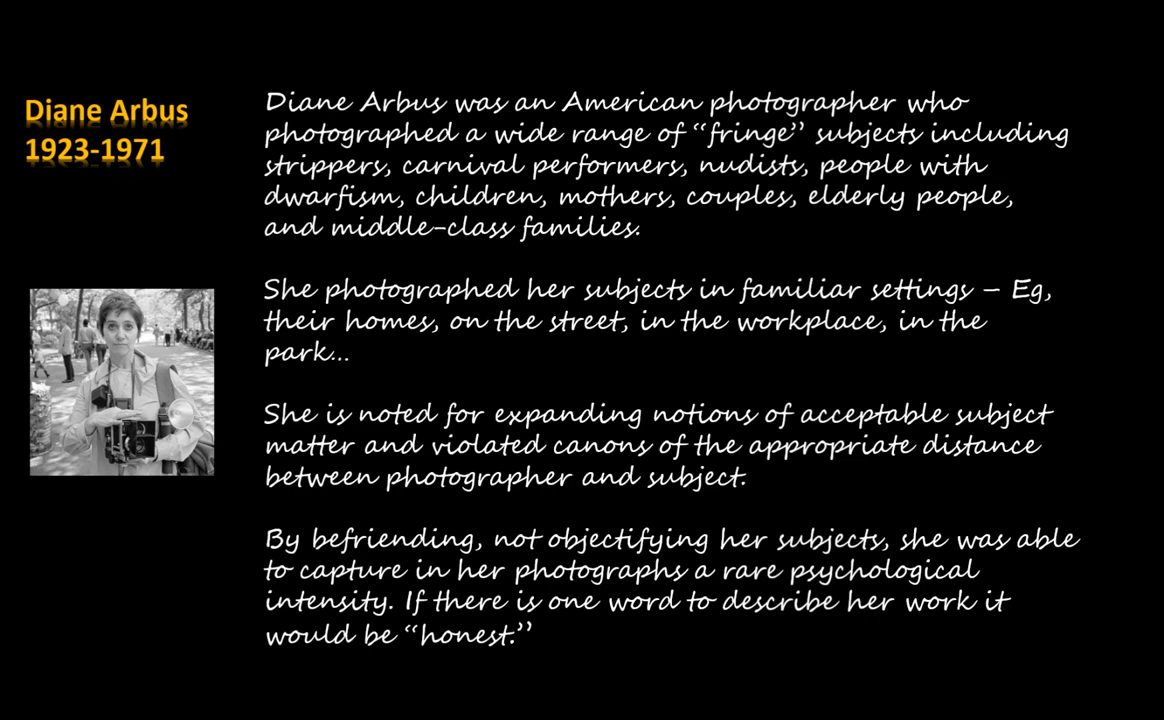 Diane Arbus
1923-1971
Diane Arbus was an American photographer who
photographed a wide range of “fringe” subjects including
strippers, carnival performers, nudists, people with
dwarfism, children, mothers, couples, elderly people,
and middle-class families.
She photographed her subjects in familiar settings – Eg,
their homes, on the street, in the workplace, in the
park...
She is noted for expanding notions of acceptable subject
matter and violated canons of the appropriate distance
between photographer and subject.
By befriending, not objectifying her subjects, she was able
to capture in her photographs a rare psychological
intensity. If there is one word to describe her work it
would be “honest.”